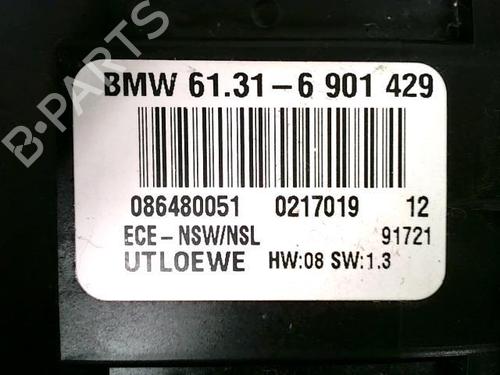 B-PARTS
BMW 61.31-6 901 429
086480051 0217019 12
ECE-NSW/NSL 91721
UTLOEWE HW:08 SW:1.3